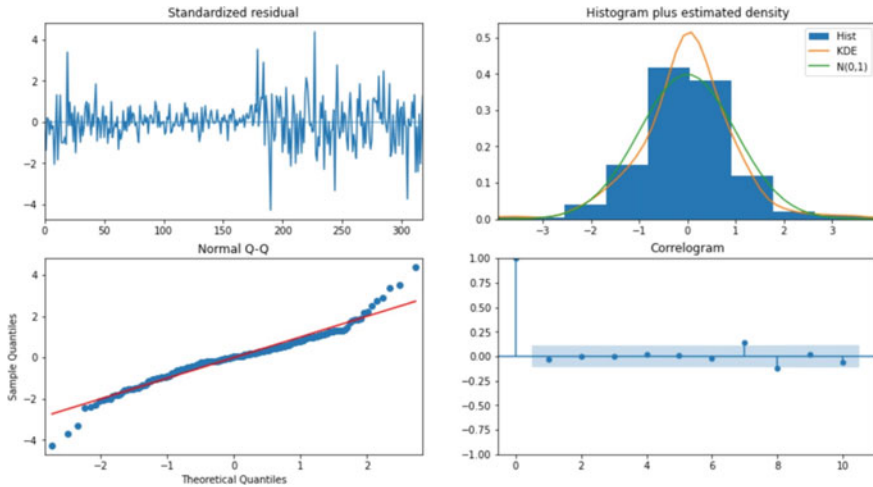 Standardized residual
4
2
0
−2
−4
0 50 100 150 200 250 300
Histogram plus estimated density
Hist
KDE
N(0,1)
0.5
0.4
0.3
0.2
0.1
0.0
−3 −2 −1 0 1 2 3
Normal Q-Q
Sample Quantiles
4
2
0
−2
−4
−2 −1 0 1 2
Theoretical Quantiles
Correlogram
1.00
0.75
0.50
0.25
0.00
−0.25
−0.50
−0.75
−1.00
0 2 4 6 8 10